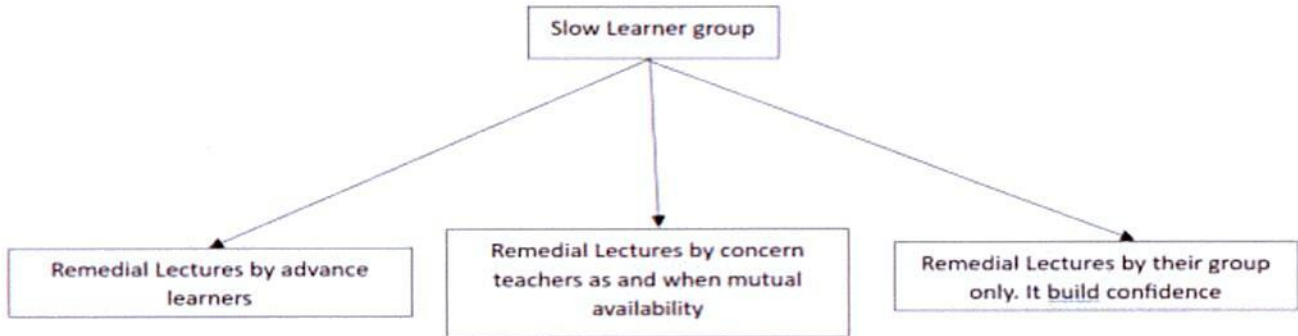 Slow Learner group
Remedial Lectures by advance
learners
Remedial Lectures by concern
teachers as and when mutual
availability
Remedial Lectures by their group
only. It build confidence